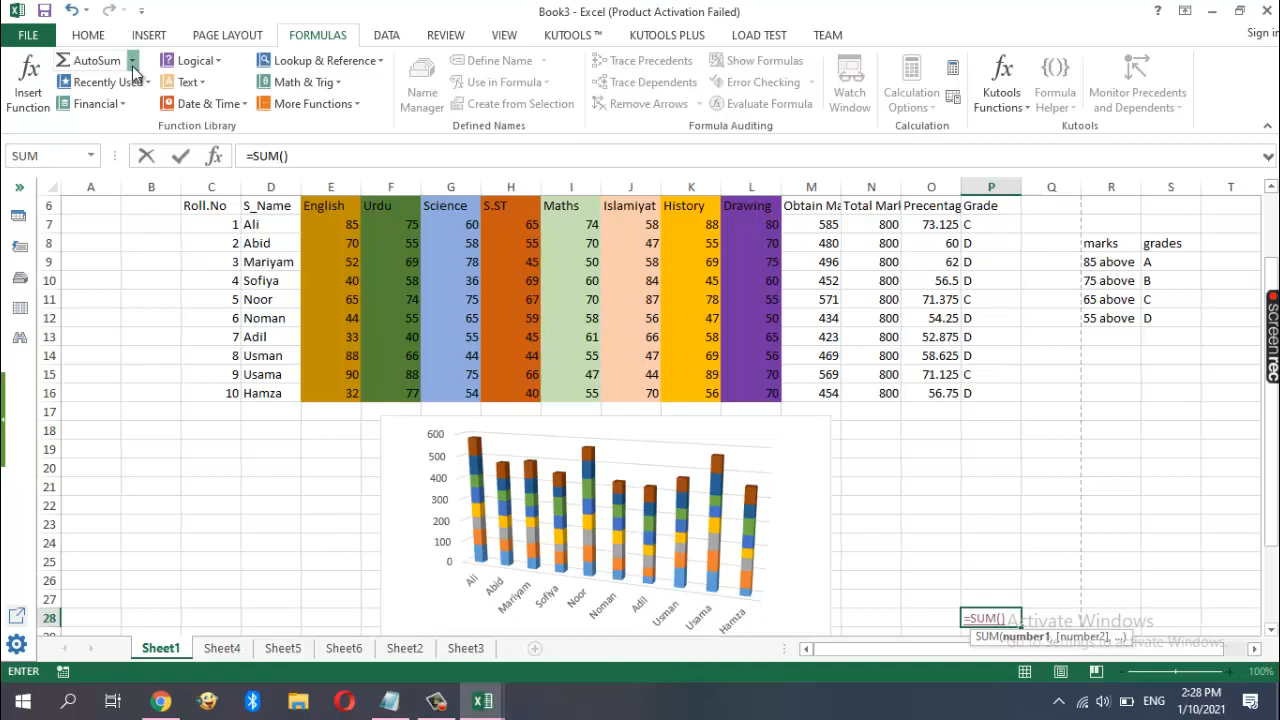 Book3 - Excel (Product Activation Failed)
FILE HOME INSERT PAGE LAYOUT FORMULAS DATA REVIEW VIEW KUTOOLS ™ KUTOOLS PLUS LOAD TEST TEAM
fx Insert Function
Σ AutoSum
Recently Used
Financial
Logical
Text
Date & Time
Lookup & Reference
Math & Trig
More Functions
Function Library
Name Manager
Define Name
Use in Formula
Create from Selection
Defined Names
Trace Precedents
Trace Dependents
Remove Arrows
Show Formulas
Error Checking
Evaluate Formula
Formula Auditing
Watch Window
Calculation Options
Calculation
Kutools Functions
Formula Helper
Monitor Precedents and Dependents
Kutools
SUM fx =SUM()
A B C D E F G H I J K L M N O P Q R S T
6 Roll.No S_Name English Urdu Science S.ST Maths Islamiyat History Drawing Obtain Ma Total Mark Precentag Grade
7 1 Ali 85 75 60 65 74 58 88 80 585 800 73.125 C
8 2 Abid 70 55 58 55 70 47 55 70 480 800 60 D marks grades
9 3 Mariyam 52 69 78 45 50 58 69 75 496 800 62 D 85 above A
10 4 Sofiya 40 58 36 69 60 84 45 60 452 800 56.5 D 75 above B
11 5 Noor 65 74 75 67 70 87 78 55 571 800 71.375 C 65 above C
12 6 Noman 44 55 65 59 58 56 47 50 434 800 54.25 D 55 above D
13 7 Adil 33 40 55 45 61 66 58 65 423 800 52.875 D
14 8 Usman 88 66 44 44 55 47 69 56 469 800 58.625 D
15 9 Usama 90 88 75 66 47 44 89 70 569 800 71.125 C
16 10 Hamza 32 77 54 40 55 70 56 70 454 800 56.75 D
17
18
19
20
21
22
23
24
25
26
27
28 =SUM()
600
500
400
300
200
100
0
Ali Abid Mariyam Sofiya Noor Noman Adil Usman Usama Hamza
SUM(number1, [number2], ...)
Activate Windows
Go to Settings to activate Windows.
screenrec
Sheet1 Sheet4 Sheet5 Sheet6 Sheet2 Sheet3
ENTER 100%
ENG 2:28 PM
1/10/2021